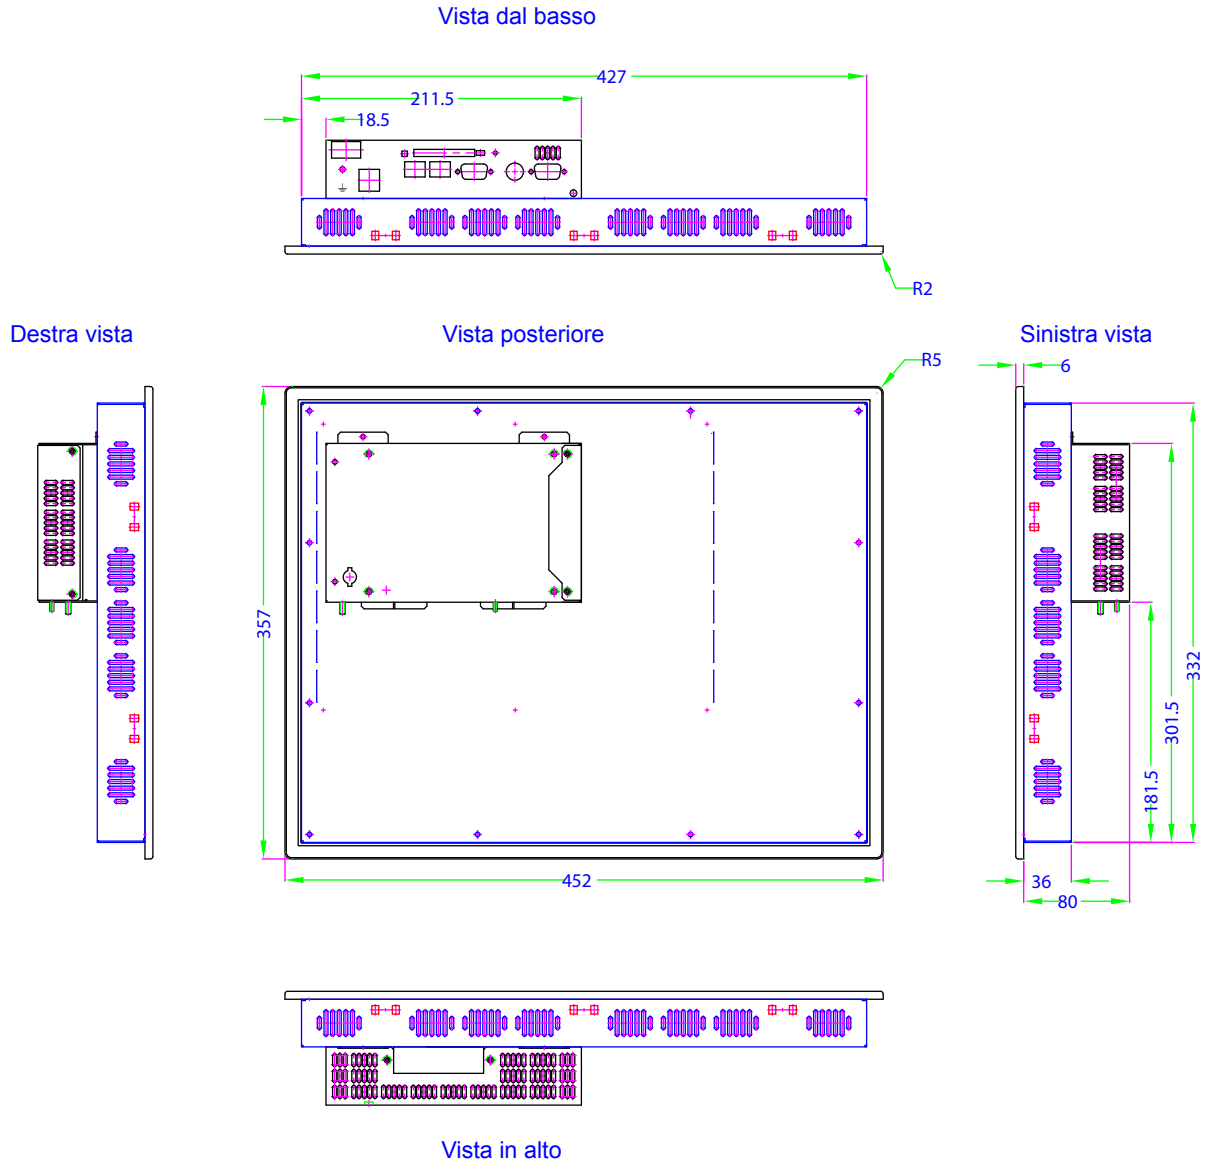 Vista dal basso
427
211.5
18.5
R2
Destra vista
Vista posteriore
Sinistra vista
R5
6
357
332
301.5
181.5
452
36
80
Vista in alto